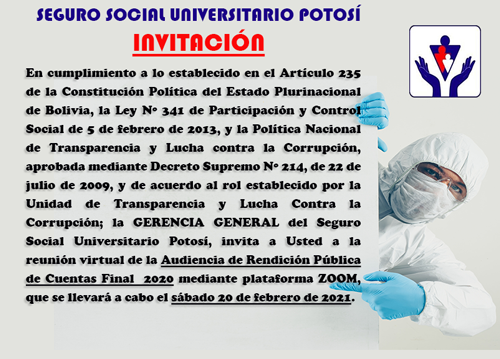 SEGURO SOCIAL UNIVERSITARIO POTOSÍ
INVITACIÓN
En cumplimiento a lo establecido en el Artículo 235
de la Constitución Política del Estado Plurinacional
de Bolivia, la Ley Nº 341 de Participación y Control
Social de 5 de febrero de 2013, y la Política Nacional
de Transparencia y Lucha contra la Corrupción,
aprobada mediante Decreto Supremo Nº 214, de 22 de
julio de 2009, y de acuerdo al rol establecido por la
Unidad de Transparencia y Lucha Contra la
Corrupción; la GERENCIA GENERAL del Seguro
Social Universitario Potosí, invita a Usted a la
reunión virtual de la Audiencia de Rendición Pública
de Cuentas Final 2020 mediante plataforma ZOOM,
que se llevará a cabo el sábado 20 de febrero de 2021.